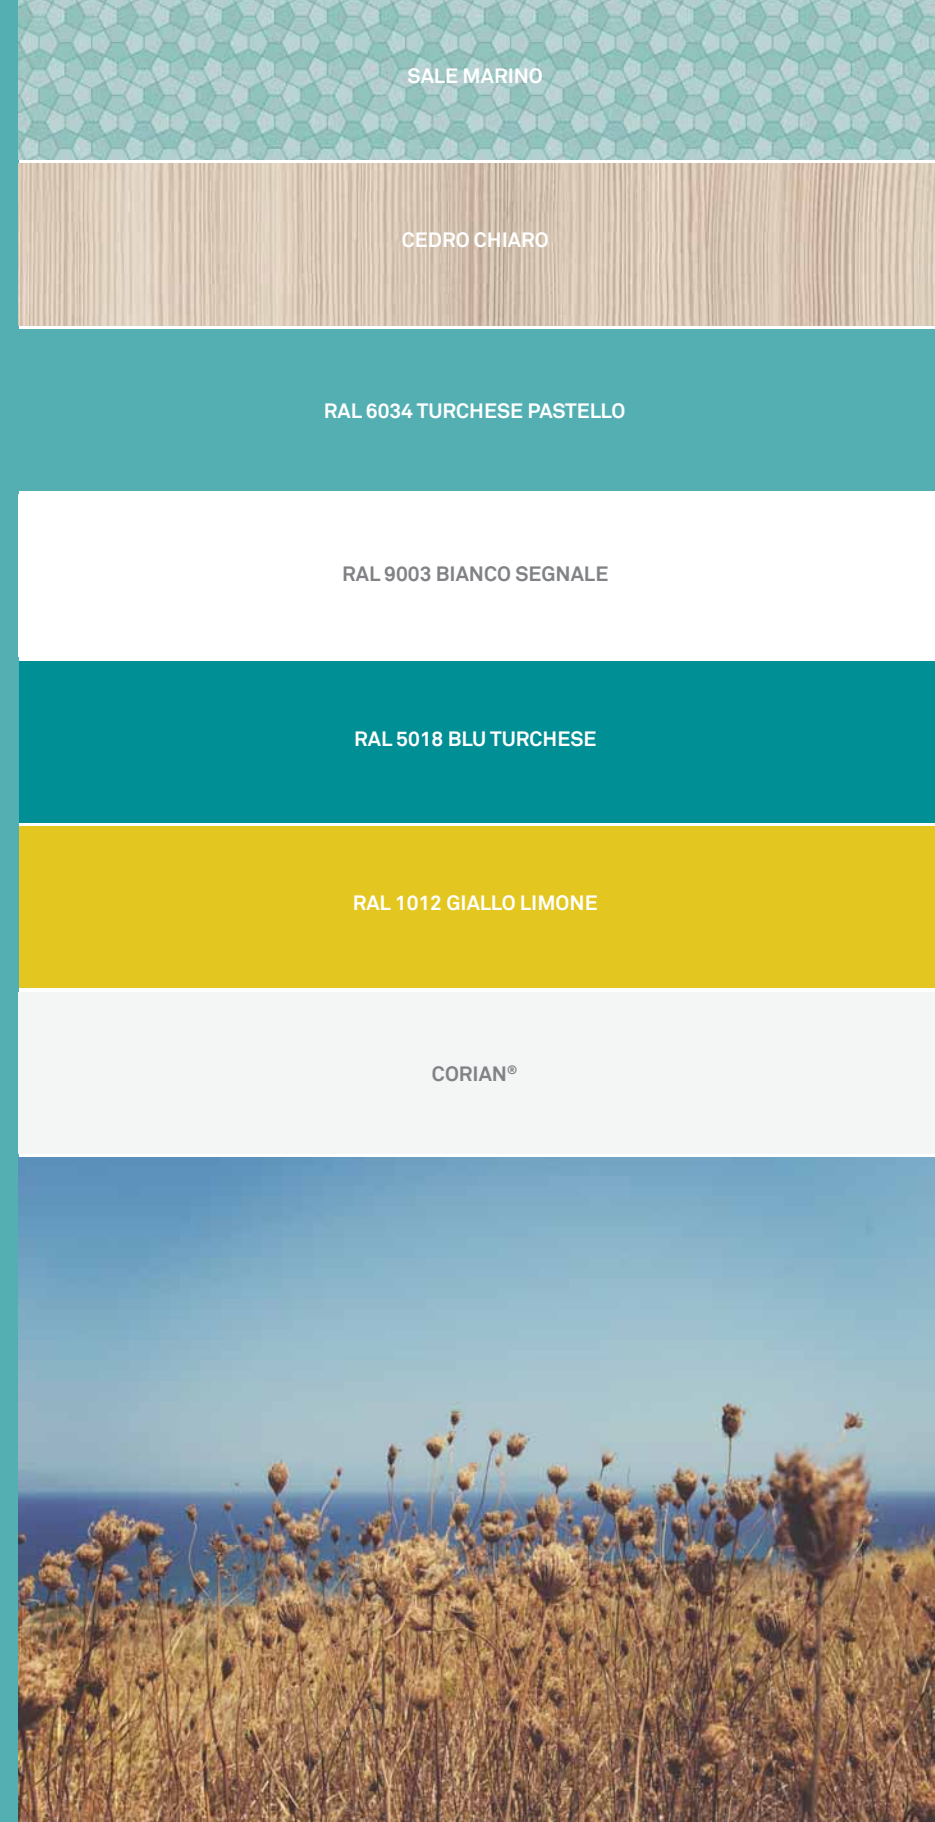 SALE MARINO
CEDRO CHIARO
RAL 6034 TURCHESE PASTELLO
RAL 9003 BIANCO SEGNALE
RAL 5018 BLU TURCHESE
RAL 1012 GIALLO LIMONE
CORIAN®